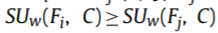 SU_w(F_i, C) ≥ SU_w(F_j, C)